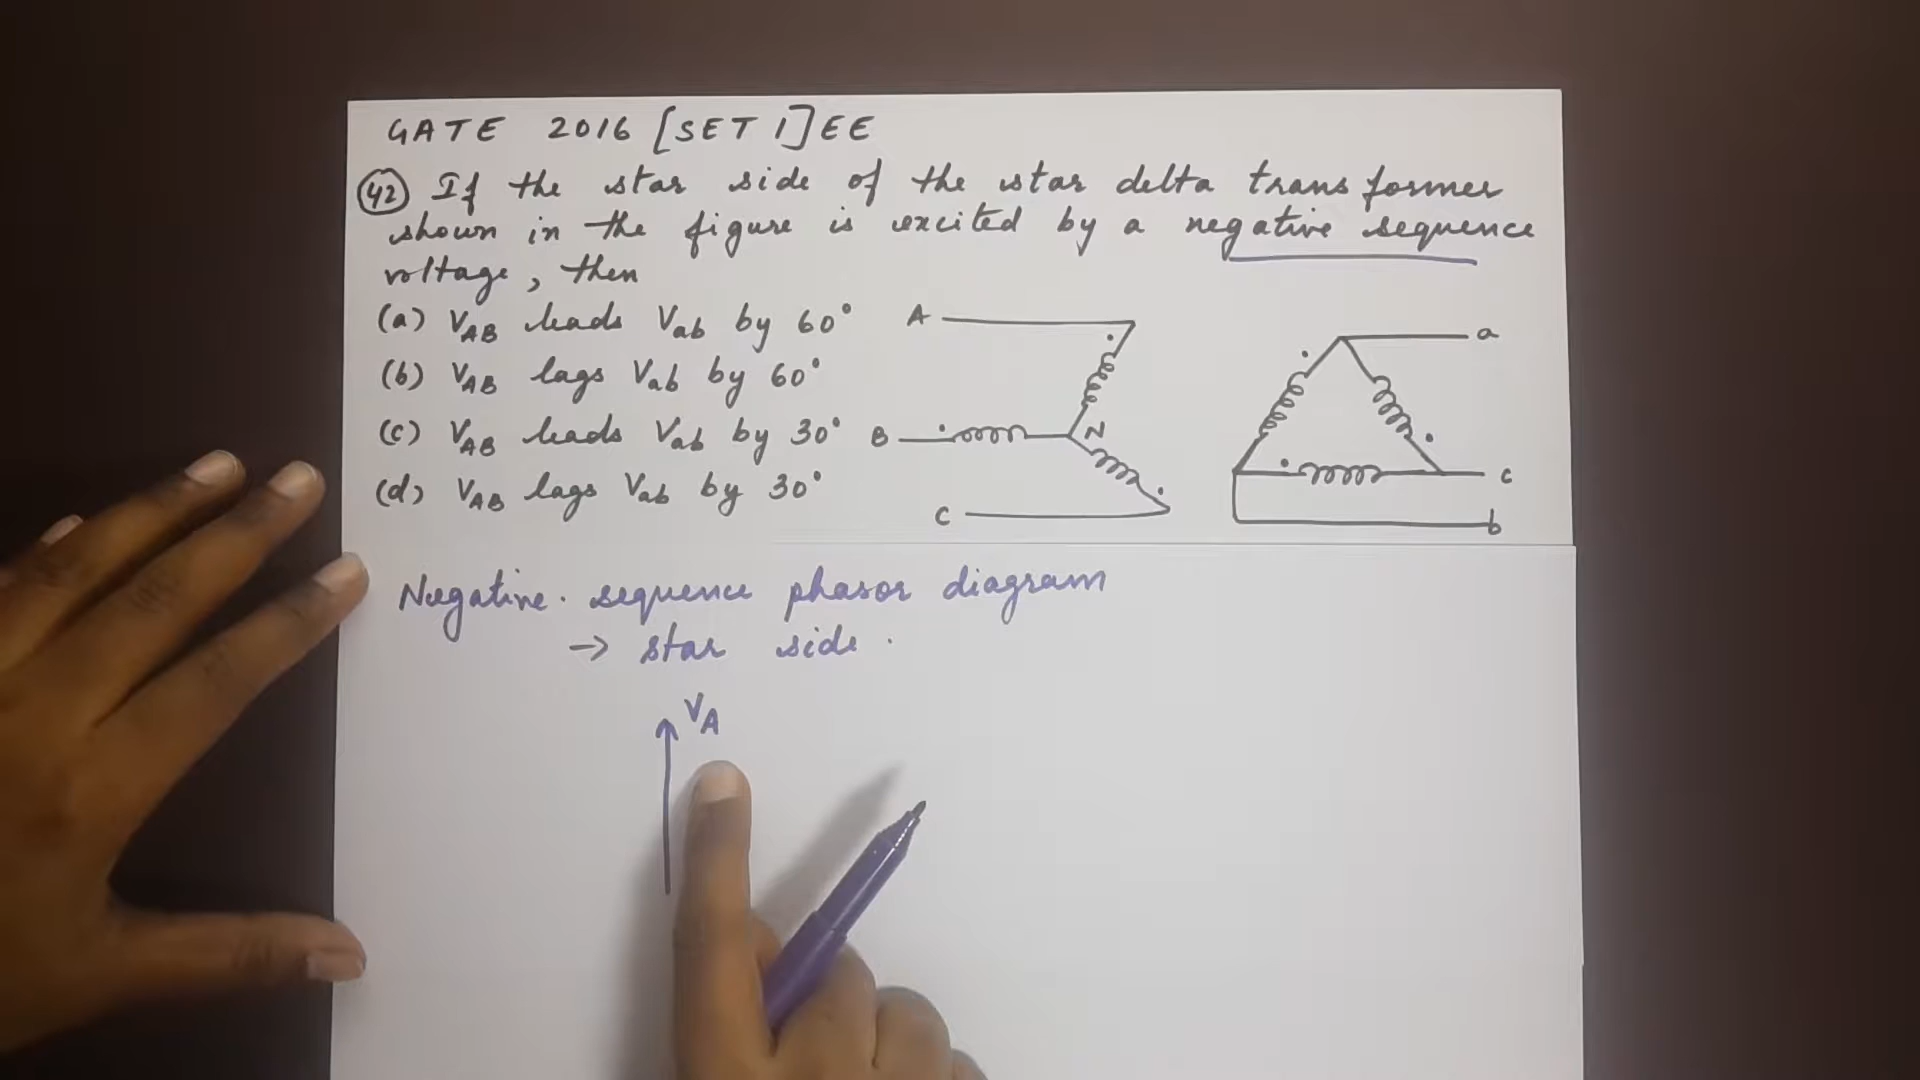 GATE 2016 [SET 1] EE
42 If the star side of the star delta transformer
shown in the figure is excited by a negative sequence
voltage, then
(a) VAB leads Vab by 60°
(b) VAB lags Vab by 60°
(c) VAB leads Vab by 30°
(d) VAB lags Vab by 30°
A
B
N
C
a
c
b
Negative sequence phasor diagram
→ star side.
VA